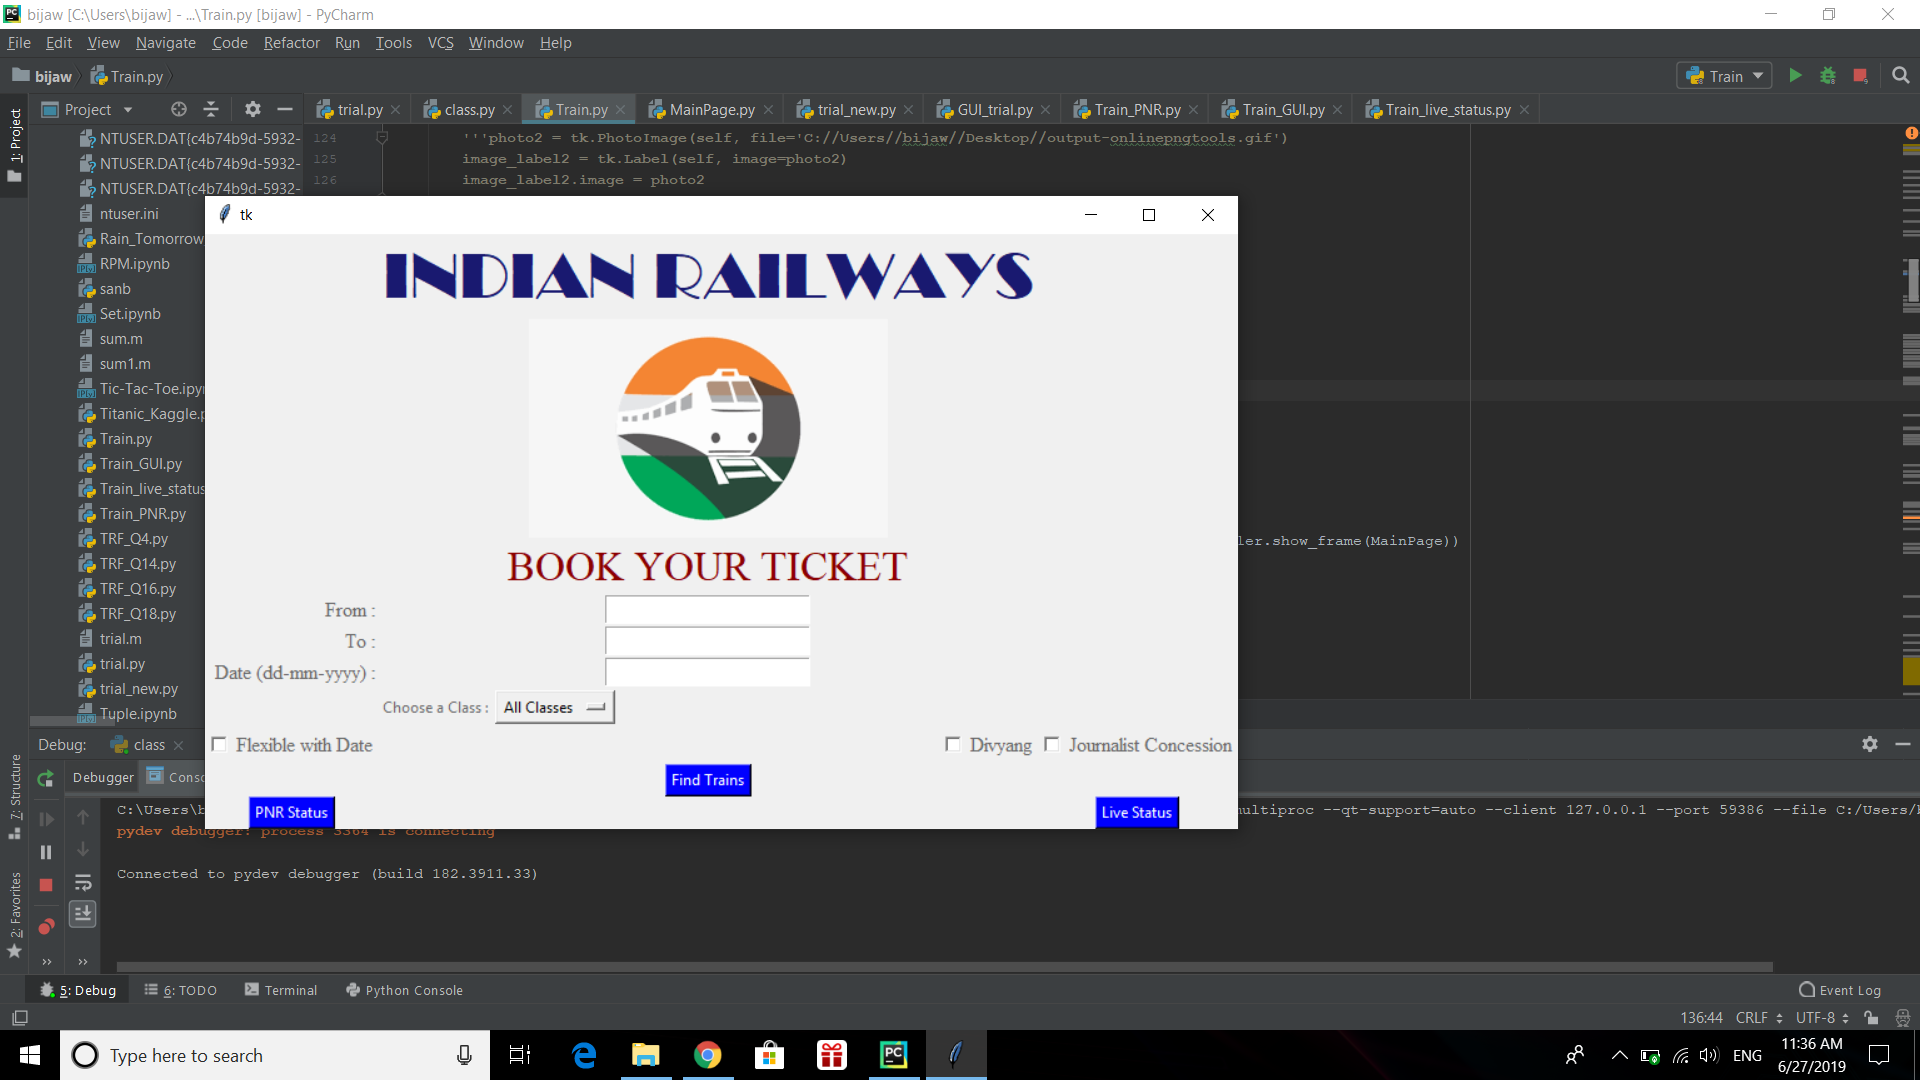 bijaw [C:\Users\bijaw] - ...\Train.py [bijaw] - PyCharm
File Edit View Navigate Code Refactor Run Tools VCS Window Help
bijaw Train.py
Train
Project
trial.py class.py Train.py MainPage.py trial_new.py GUI_trial.py Train_PNR.py Train_GUI.py Train_live_status.py
1: Project
NTUSER.DAT{c4b74b9d-5932-
NTUSER.DAT{c4b74b9d-5932-
NTUSER.DAT{c4b74b9d-5932-
ntuser.ini
Rain_Tomorrow
RPM.ipynb
sanb
Set.ipynb
sum.m
sum1.m
Tic-Tac-Toe.ipyn
Titanic_Kaggle.p
Train.py
Train_GUI.py
Train_live_status
Train_PNR.py
TRF_Q4.py
TRF_Q14.py
TRF_Q16.py
TRF_Q18.py
trial.m
trial.py
trial_new.py
Tuple.ipynb
124 '''photo2 = tk.PhotoImage(self, file='C://Users//bijaw//Desktop//output-onlinepngtools.gif')
125 image_label2 = tk.Label(self, image=photo2)
126 image_label2.image = photo2
ler.show_frame(MainPage))
tk
INDIAN RAILWAYS
BOOK YOUR TICKET
From :
To :
Date (dd-mm-yyyy) :
Choose a Class : All Classes
Flexible with Date Divyang Journalist Concession
Find Trains
PNR Status Live Status
Debug: class
Debugger Conso
C:\Users\b
multiproc --qt-support=auto --client 127.0.0.1 --port 59386 --file C:/Users/b
pydev debugger: process 3364 is connecting
Connected to pydev debugger (build 182.3911.33)
7: Structure
2: Favorites
5: Debug 6: TODO Terminal Python Console Event Log
136:44 CRLF UTF-8
Type here to search
ENG
11:36 AM
6/27/2019